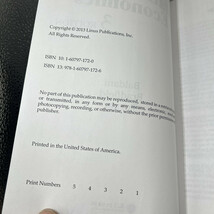 conomics
Copyright © 2013 Linus Publications, Inc.
All Rights Reserved.
ISBN 10: 1-60797-172-0
ISBN 13: 978-1-60797-172-6
No part of this publication may be reproduced, stored in a retrieval
or transmitted, in any form or by any means, electronic,
photocopying, recording, or otherwise, without the prior
publisher.
Printed in the United States of America.
Print Numbers 5 4 3 2 1